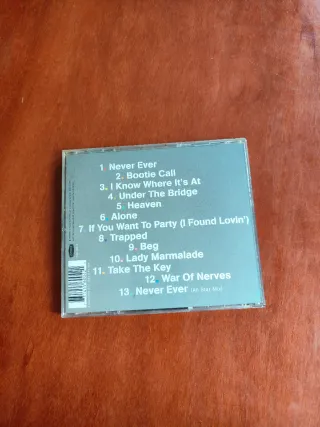 1 Never Ever
2. Bootie Call
3. I Know Where It's At
4. Under The Bridge
5. Heaven
6 Alone
7. If You Want To Party (I Found Lovin')
8. Trapped
9. Beg
10. Lady Marmalade
11. Take The Key
12. War Of Nerves
13. Never Ever